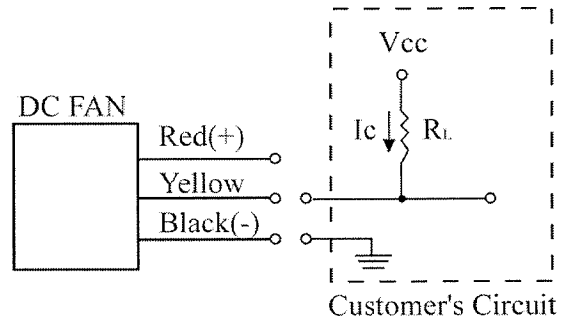 Vcc
DC FAN
Ic
RL
Red(+)
Yellow
Black(-)
Customer's Circuit